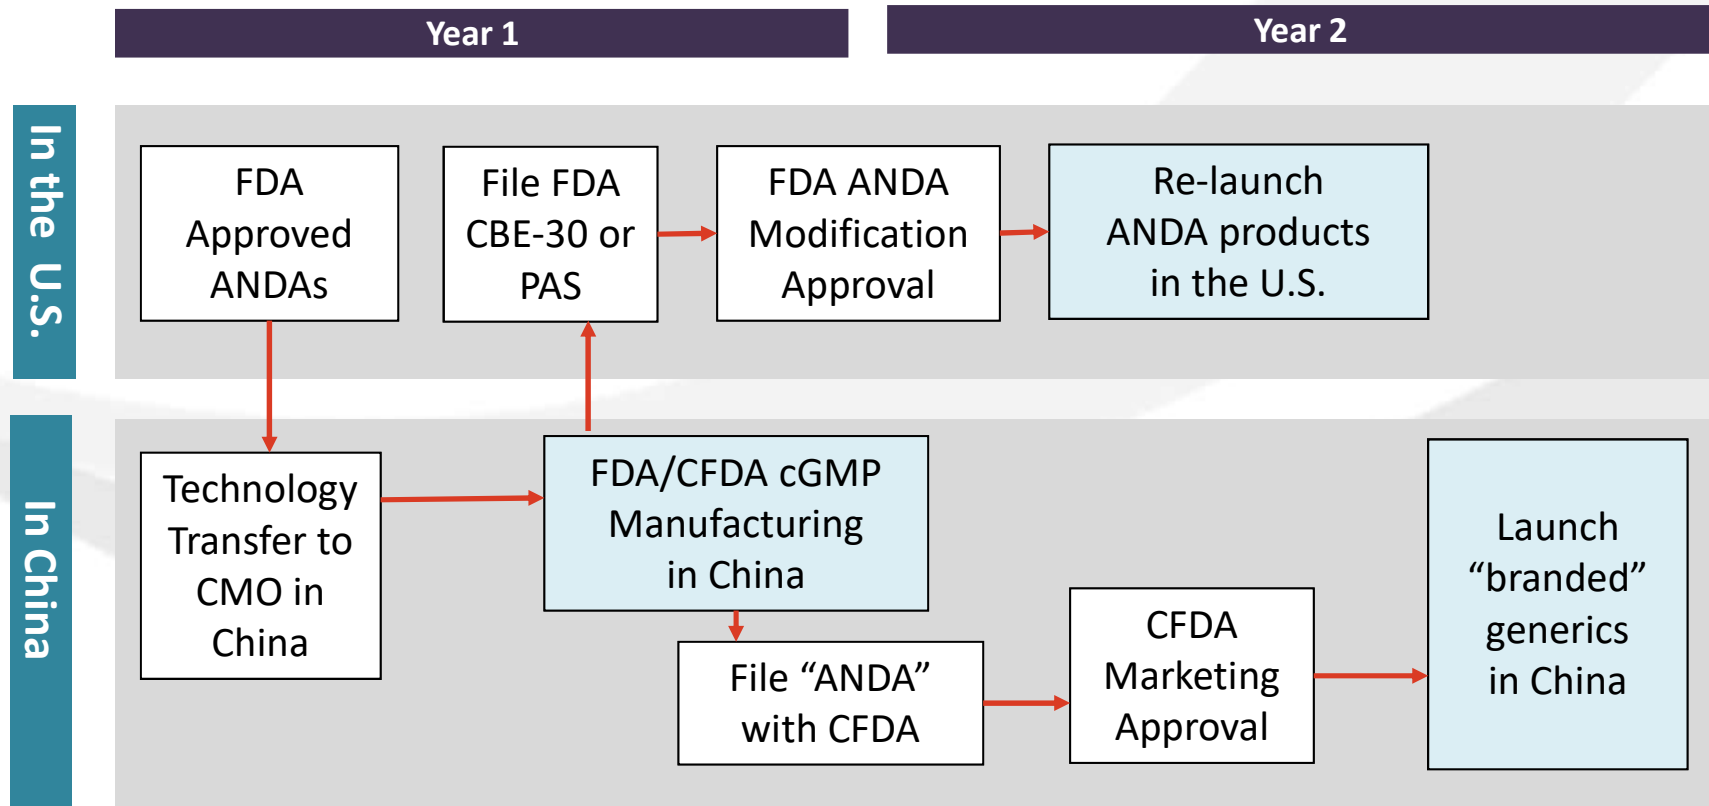 Year 1
Year 2
In the U.S.
FDA
Approved
ANDAs
File FDA
CBE-30 or
PAS
FDA ANDA
Modification
Approval
Re-launch
ANDA products
in the U.S.
In China
Technology
Transfer to
CMO in
China
FDA/CFDA cGMP
Manufacturing
in China
File “ANDA”
with CFDA
CFDA
Marketing
Approval
Launch
“branded”
generics
in China